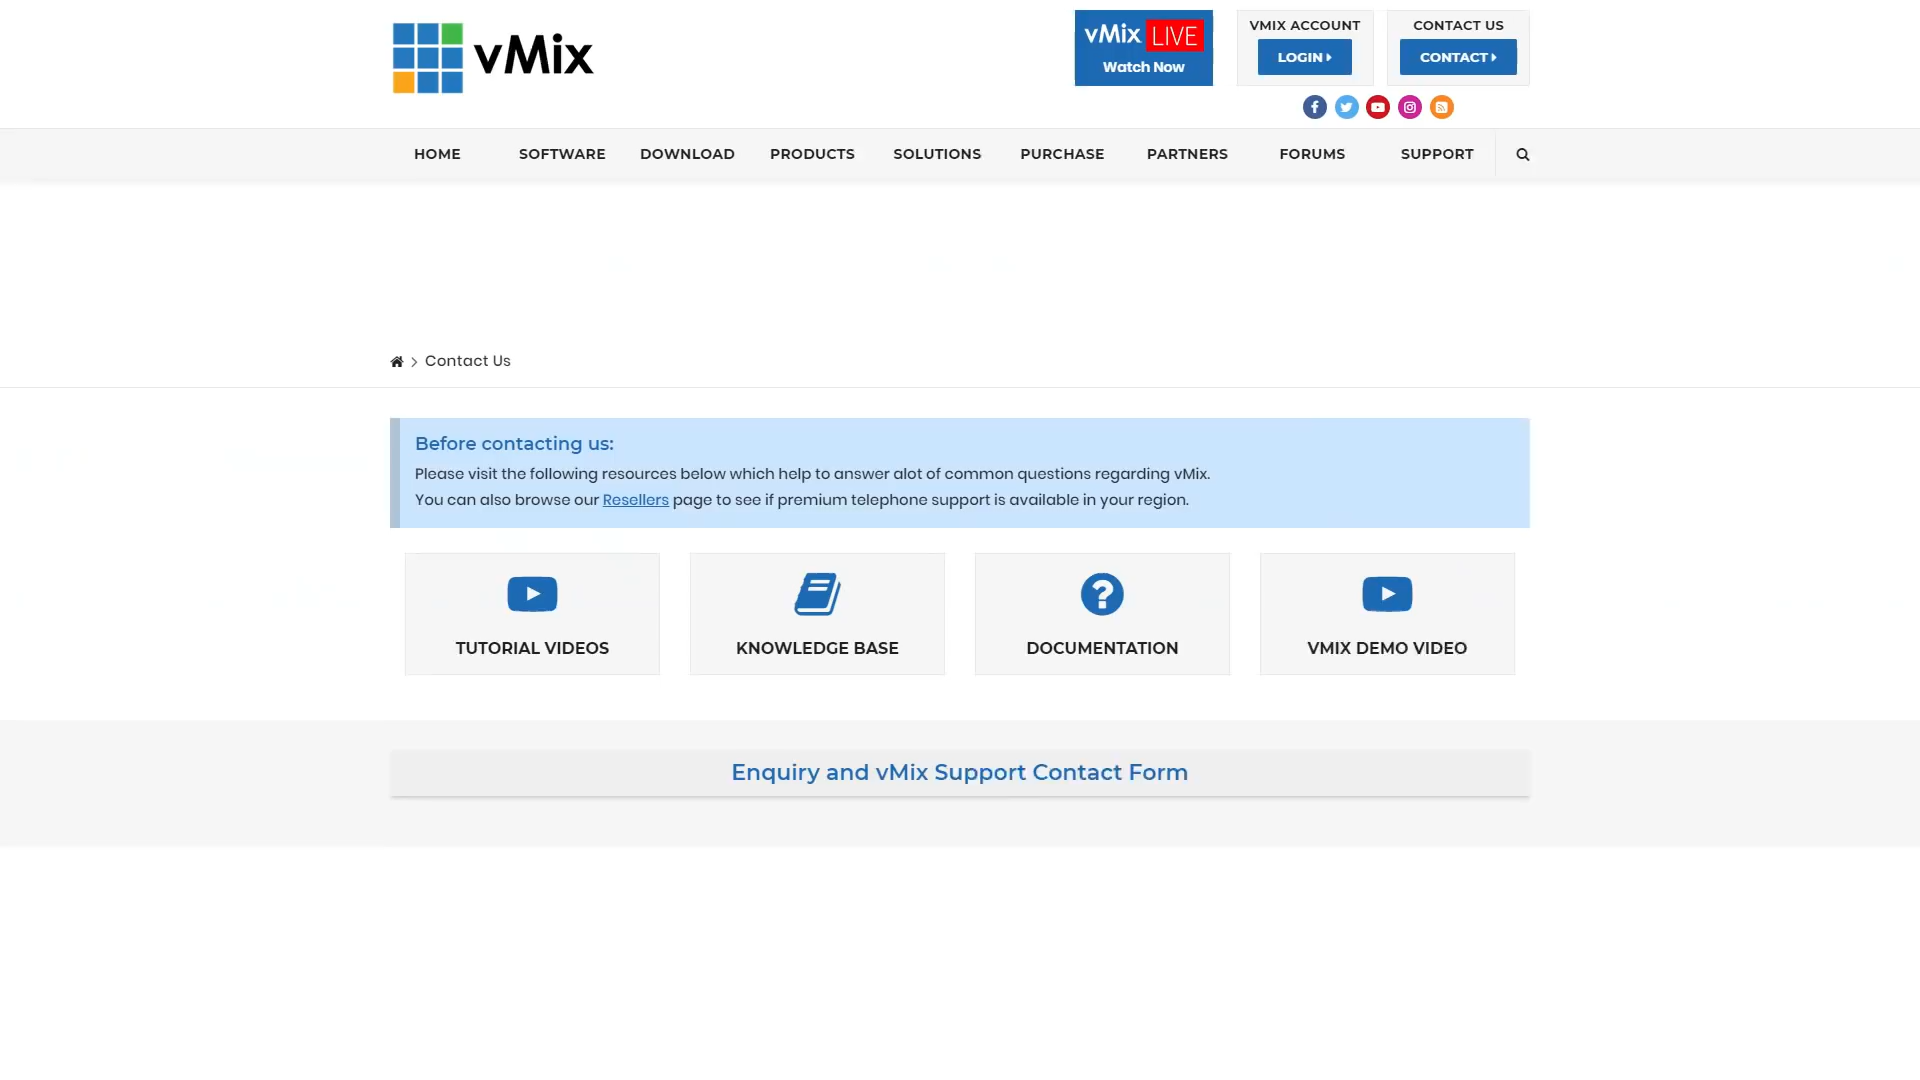 vMix
vMix LIVE
Watch Now
VMIX ACCOUNT
LOGIN
CONTACT US
CONTACT
HOME
SOFTWARE
DOWNLOAD
PRODUCTS
SOLUTIONS
PURCHASE
PARTNERS
FORUMS
SUPPORT
> Contact Us
Before contacting us:
Please visit the following resources below which help to answer alot of common questions regarding vMix.
You can also browse our Resellers page to see if premium telephone support is available in your region.
TUTORIAL VIDEOS
KNOWLEDGE BASE
DOCUMENTATION
VMIX DEMO VIDEO
Enquiry and vMix Support Contact Form